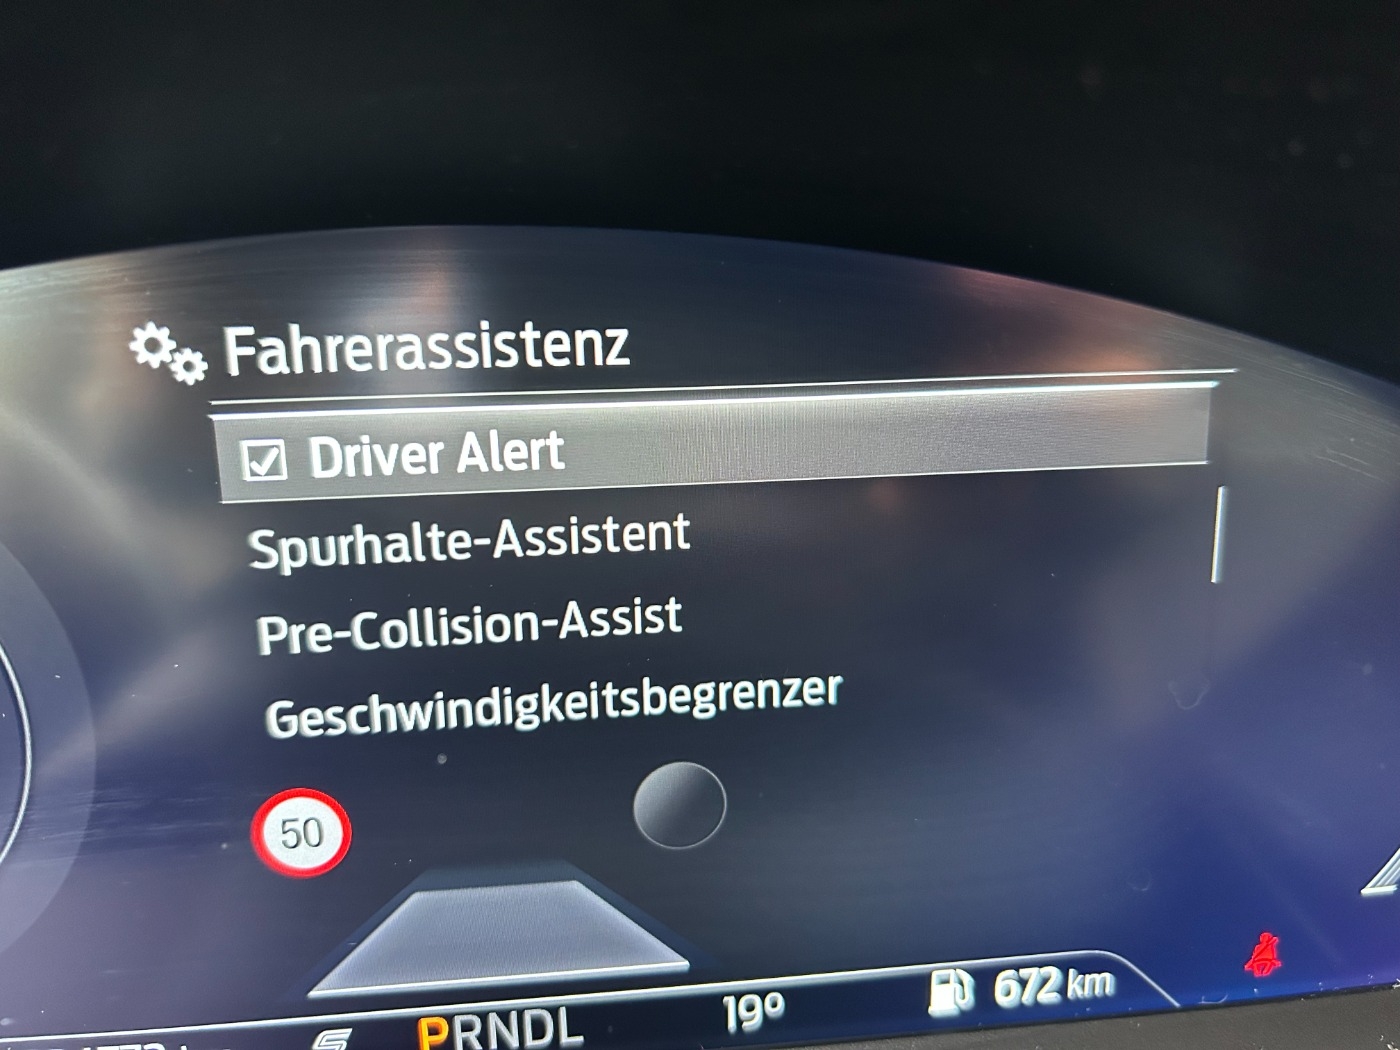 Fahrerassistenz
Driver Alert
Spurhalte-Assistent
Pre-Collision-Assist
Geschwindigkeitsbegrenzer
50
PRNDL 19° 672 km